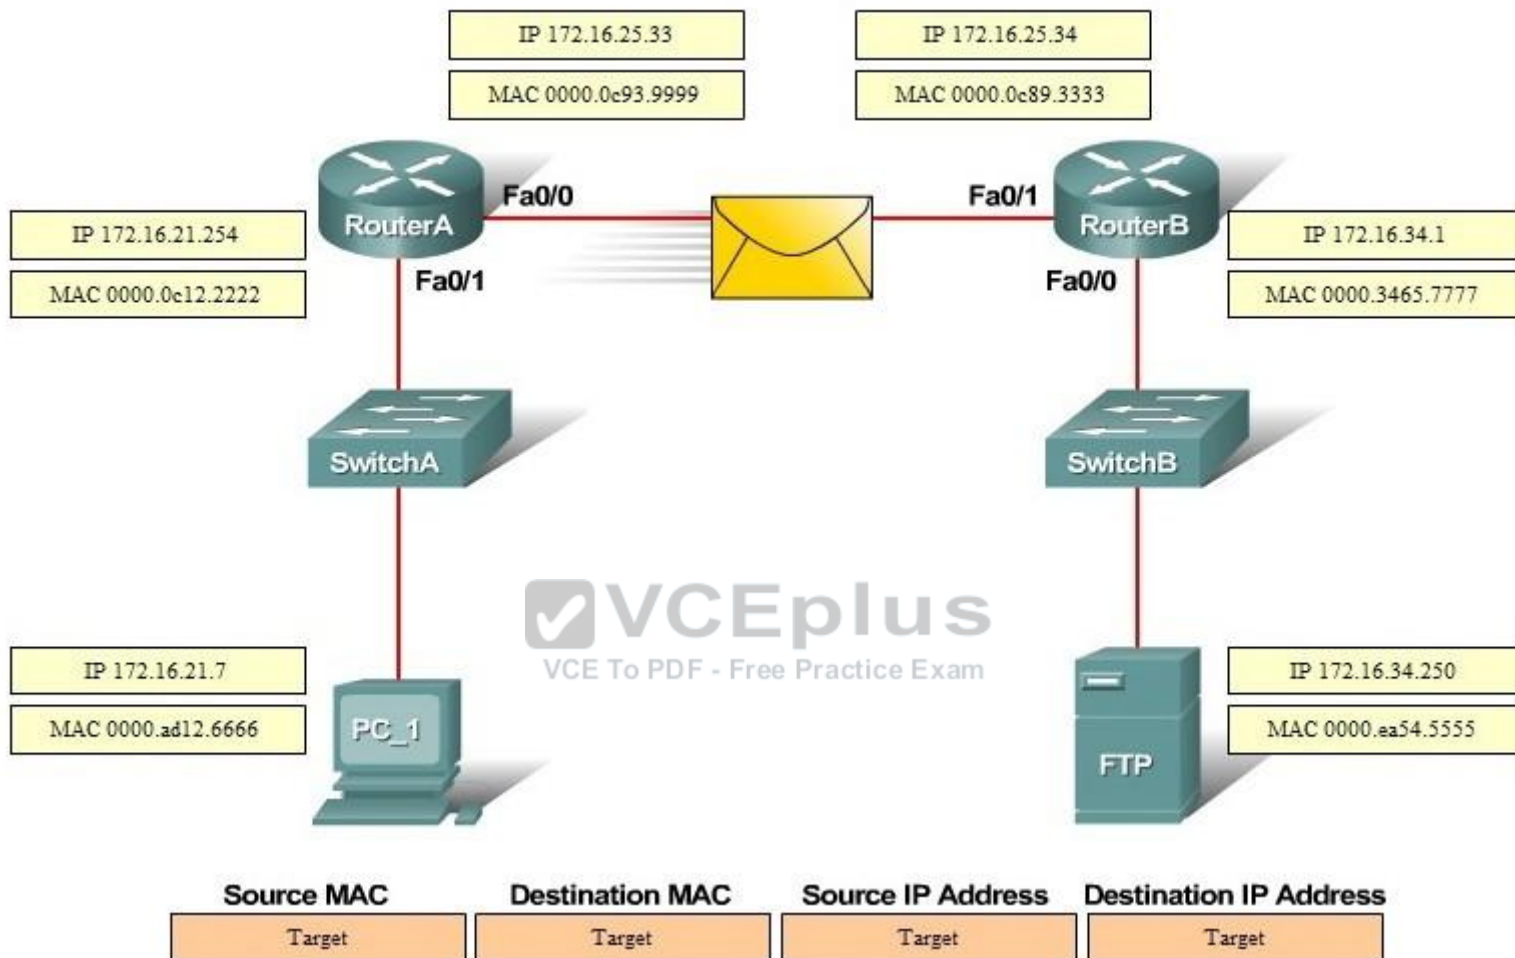 IP 172.16.25.33
IP 172.16.25.34
MAC 0000.0c93.9999
MAC 0000.0c89.3333
Fa0/0
Fa0/1
RouterA
RouterB
IP 172.16.21.254
IP 172.16.34.1
Fa0/1
Fa0/0
MAC 0000.0c12.2222
MAC 0000.3465.7777
SwitchA
SwitchB
VCEplus
VCE To PDF - Free Practice Exam
IP 172.16.21.7
IP 172.16.34.250
MAC 0000.ad12.6666
PC_1
MAC 0000.ea54.5555
FTP
Source MAC
Destination MAC
Source IP Address
Destination IP Address
Target
Target
Target
Target